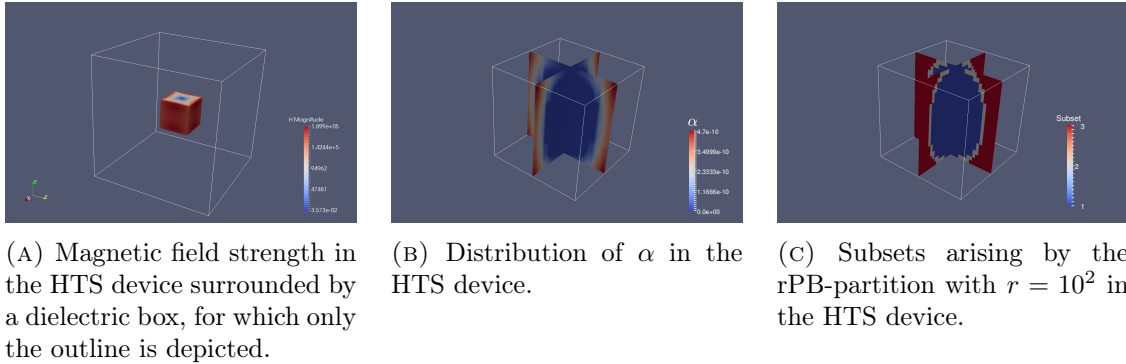 H Magnitude
1.899e+05
1.4244e+5
94962
47481
3.573e-02
Z
X
α
4.7e-10
3.4999e-10
2.3333e-10
1.1666e-10
0.0e+00
Subset
3
2
1
(A) Magnetic field strength in
the HTS device surrounded by
a dielectric box, for which only
the outline is depicted.
(B) Distribution of α in the
HTS device.
(C) Subsets arising by the
rPB-partition with r = 10² in
the HTS device.